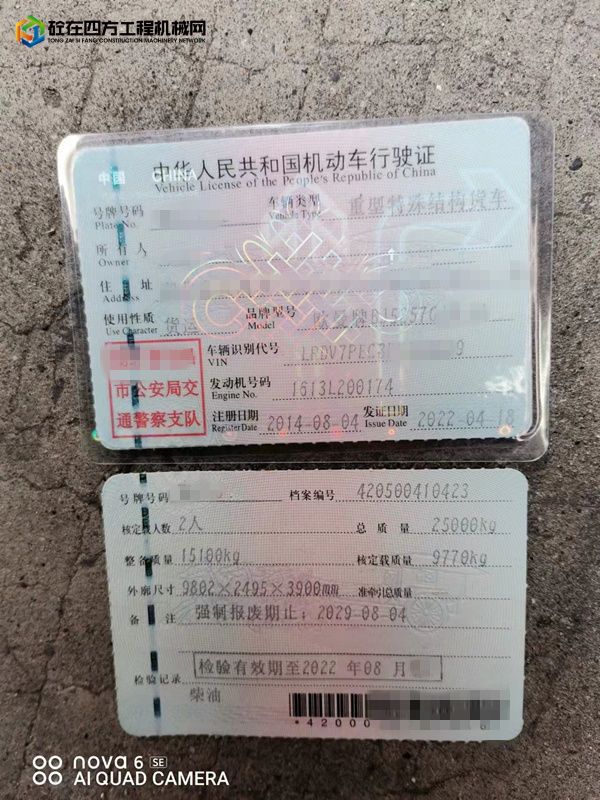 砼在四方工程机械网
TONG ZAI SI FANG CONSTRUCTION MACHINERY NETWORK
中国 CHINA
中华人民共和国机动车行驶证
Vehicle License of the People's Republic of China
号牌号码 车辆类型 重型特殊结构货车
Plate No. Vehicle Type
所有人
Owner
住址
Address
使用性质 货运 品牌型号
Use Character Model
市公安局交
通警察支队
车辆识别代号
VIN
发动机号码 1613L200174
Engine No.
注册日期 2014-08-04 发证日期 2022-04-18
Register Date Issue Date
号牌号码 档案编号 420500410423
核定载人数 2人 总质量 25000kg
整备质量 15100kg 核定载质量 9770kg
外廓尺寸 9802×2495×3900mm 准牵引总质量
备注 强制报废期止：2029-08-04
检验有效期至2022 年08 月
检验记录
柴油
*42000
nova 6 SE
AI QUAD CAMERA